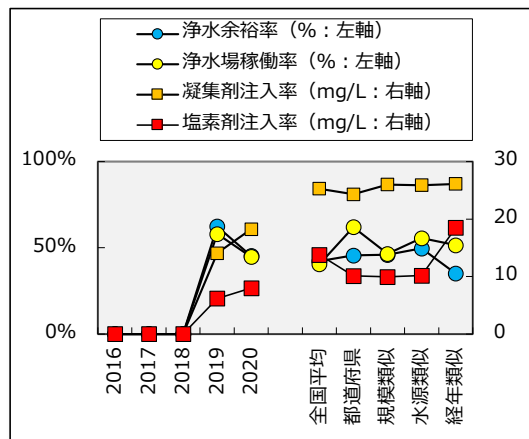 浄水余裕率（%：左軸）
浄水場稼働率（%：左軸）
凝集剤注入率（mg/L：右軸）
塩素剤注入率（mg/L：右軸）
100%
50%
0%
30
20
10
0
2016
2017
2018
2019
2020
全国平均
都道府県
規模類似
水源類似
経年類似